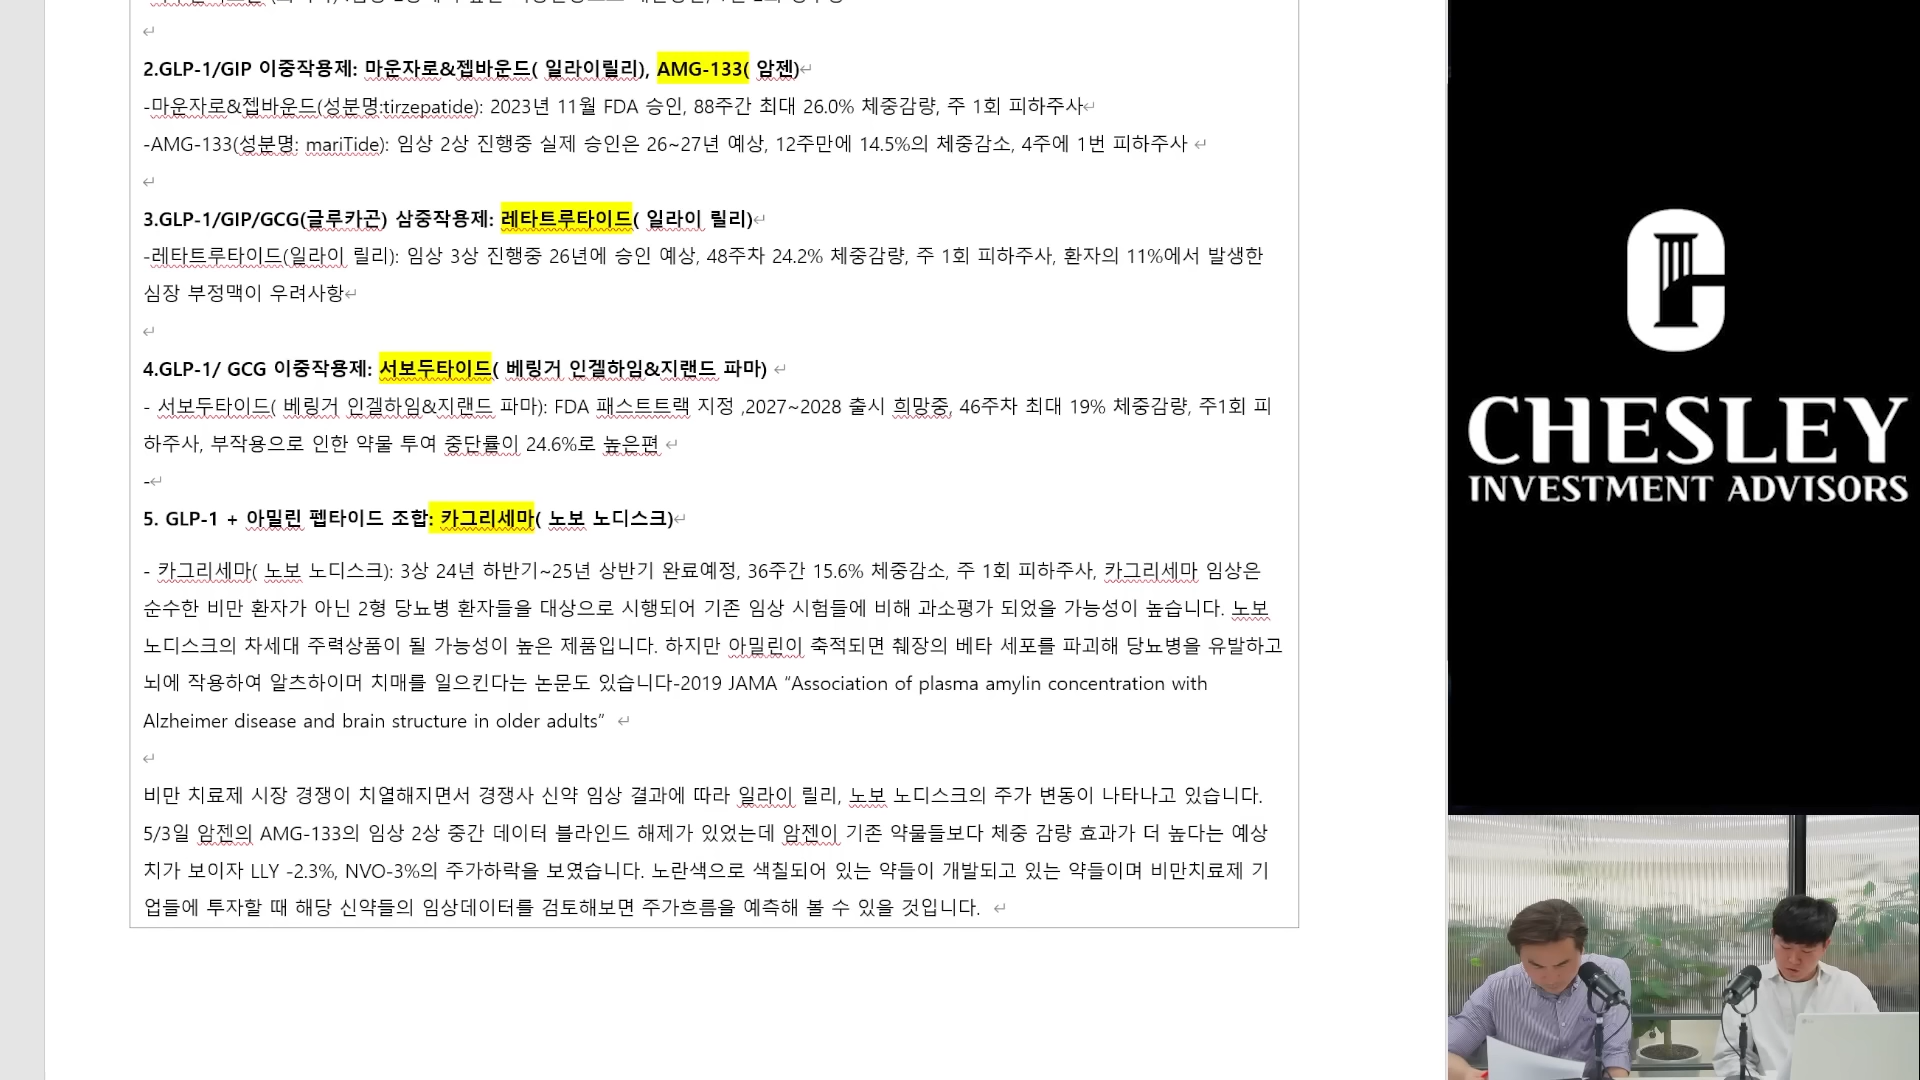 2.GLP-1/GIP 이중작용제: 마운자로&젭바운드( 일라이릴리), AMG-133( 암젠)
-마운자로&젭바운드(성분명:tirzepatide): 2023년 11월 FDA 승인, 88주간 최대 26.0% 체중감량, 주 1회 피하주사
-AMG-133(성분명: mariTide): 임상 2상 진행중 실제 승인은 26~27년 예상, 12주만에 14.5%의 체중감소, 4주에 1번 피하주사
3.GLP-1/GIP/GCG(글루카곤) 삼중작용제: 레타트루타이드( 일라이 릴리)
-레타트루타이드(일라이 릴리): 임상 3상 진행중 26년에 승인 예상, 48주차 24.2% 체중감량, 주 1회 피하주사, 환자의 11%에서 발생한
심장 부정맥이 우려사항
4.GLP-1/ GCG 이중작용제: 서보두타이드( 베링거 인겔하임&지랜드 파마)
- 서보두타이드( 베링거 인겔하임&지랜드 파마): FDA 패스트트랙 지정 ,2027~2028 출시 희망중, 46주차 최대 19% 체중감량, 주1회 피
하주사, 부작용으로 인한 약물 투여 중단률이 24.6%로 높은편
-
5. GLP-1 + 아밀린 펩타이드 조합: 카그리세마( 노보 노디스크)
- 카그리세마( 노보 노디스크): 3상 24년 하반기~25년 상반기 완료예정, 36주간 15.6% 체중감소, 주 1회 피하주사, 카그리세마 임상은
순수한 비만 환자가 아닌 2형 당뇨병 환자들을 대상으로 시행되어 기존 임상 시험들에 비해 과소평가 되었을 가능성이 높습니다. 노보
노디스크의 차세대 주력상품이 될 가능성이 높은 제품입니다. 하지만 아밀린이 축적되면 췌장의 베타 세포를 파괴해 당뇨병을 유발하고
뇌에 작용하여 알츠하이머 치매를 일으킨다는 논문도 있습니다-2019 JAMA “Association of plasma amylin concentration with
Alzheimer disease and brain structure in older adults”
비만 치료제 시장 경쟁이 치열해지면서 경쟁사 신약 임상 결과에 따라 일라이 릴리, 노보 노디스크의 주가 변동이 나타나고 있습니다.
5/3일 암젠의 AMG-133의 임상 2상 중간 데이터 블라인드 해제가 있었는데 암젠이 기존 약물들보다 체중 감량 효과가 더 높다는 예상
치가 보이자 LLY -2.3%, NVO-3%의 주가하락을 보였습니다. 노란색으로 색칠되어 있는 약들이 개발되고 있는 약들이며 비만치료제 기
업들에 투자할 때 해당 신약들의 임상데이터를 검토해보면 주가흐름을 예측해 볼 수 있을 것입니다.
CHESLEY
INVESTMENT ADVISORS